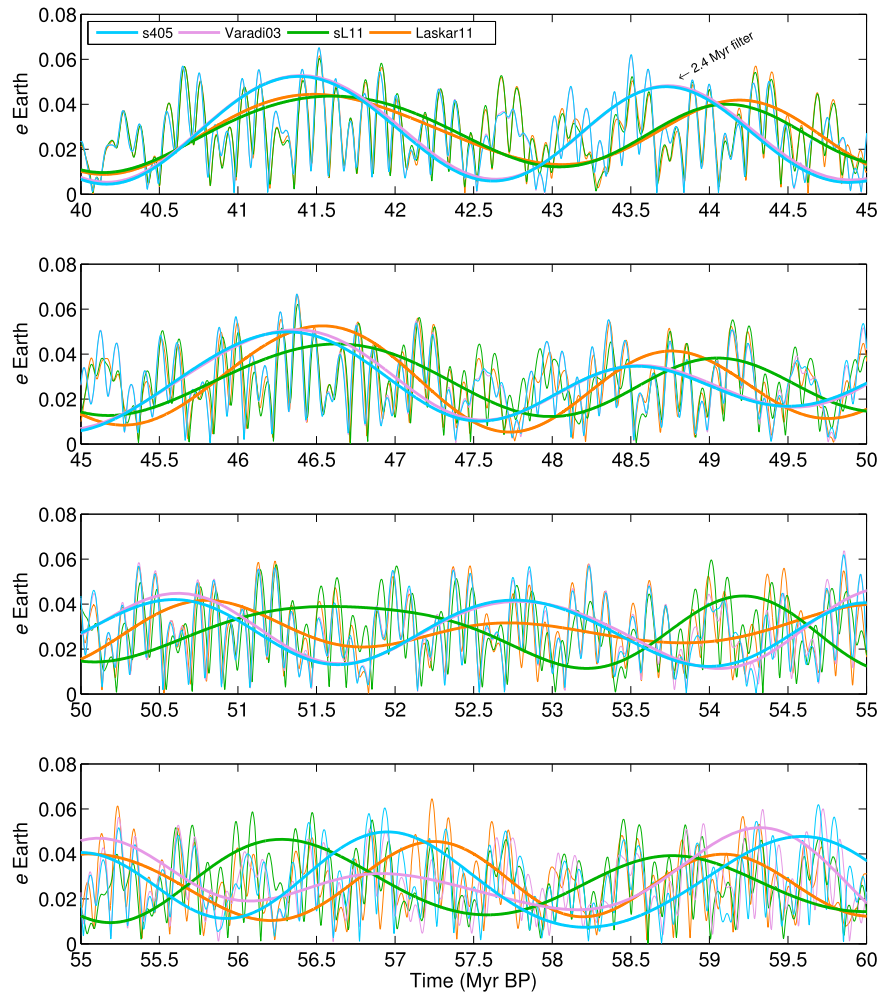 0.08
s405 Varadi03 sL11 Laskar11
← 2.4 Myr filter
0.06
0.04
0.02
0
e Earth
40 40.5 41 41.5 42 42.5 43 43.5 44 44.5 45
0.08
0.06
0.04
0.02
0
e Earth
45 45.5 46 46.5 47 47.5 48 48.5 49 49.5 50
0.08
0.06
0.04
0.02
0
e Earth
50 50.5 51 51.5 52 52.5 53 53.5 54 54.5 55
0.08
0.06
0.04
0.02
0
e Earth
55 55.5 56 56.5 57 57.5 58 58.5 59 59.5 60
Time (Myr BP)